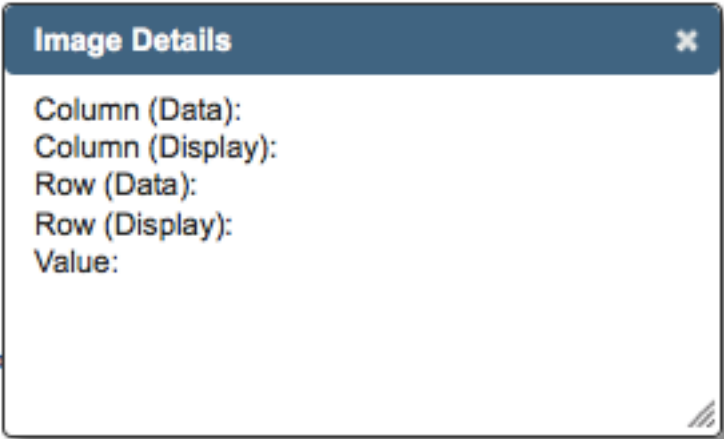 Image Details
Column (Data):
Column (Display):
Row (Data):
Row (Display):
Value: